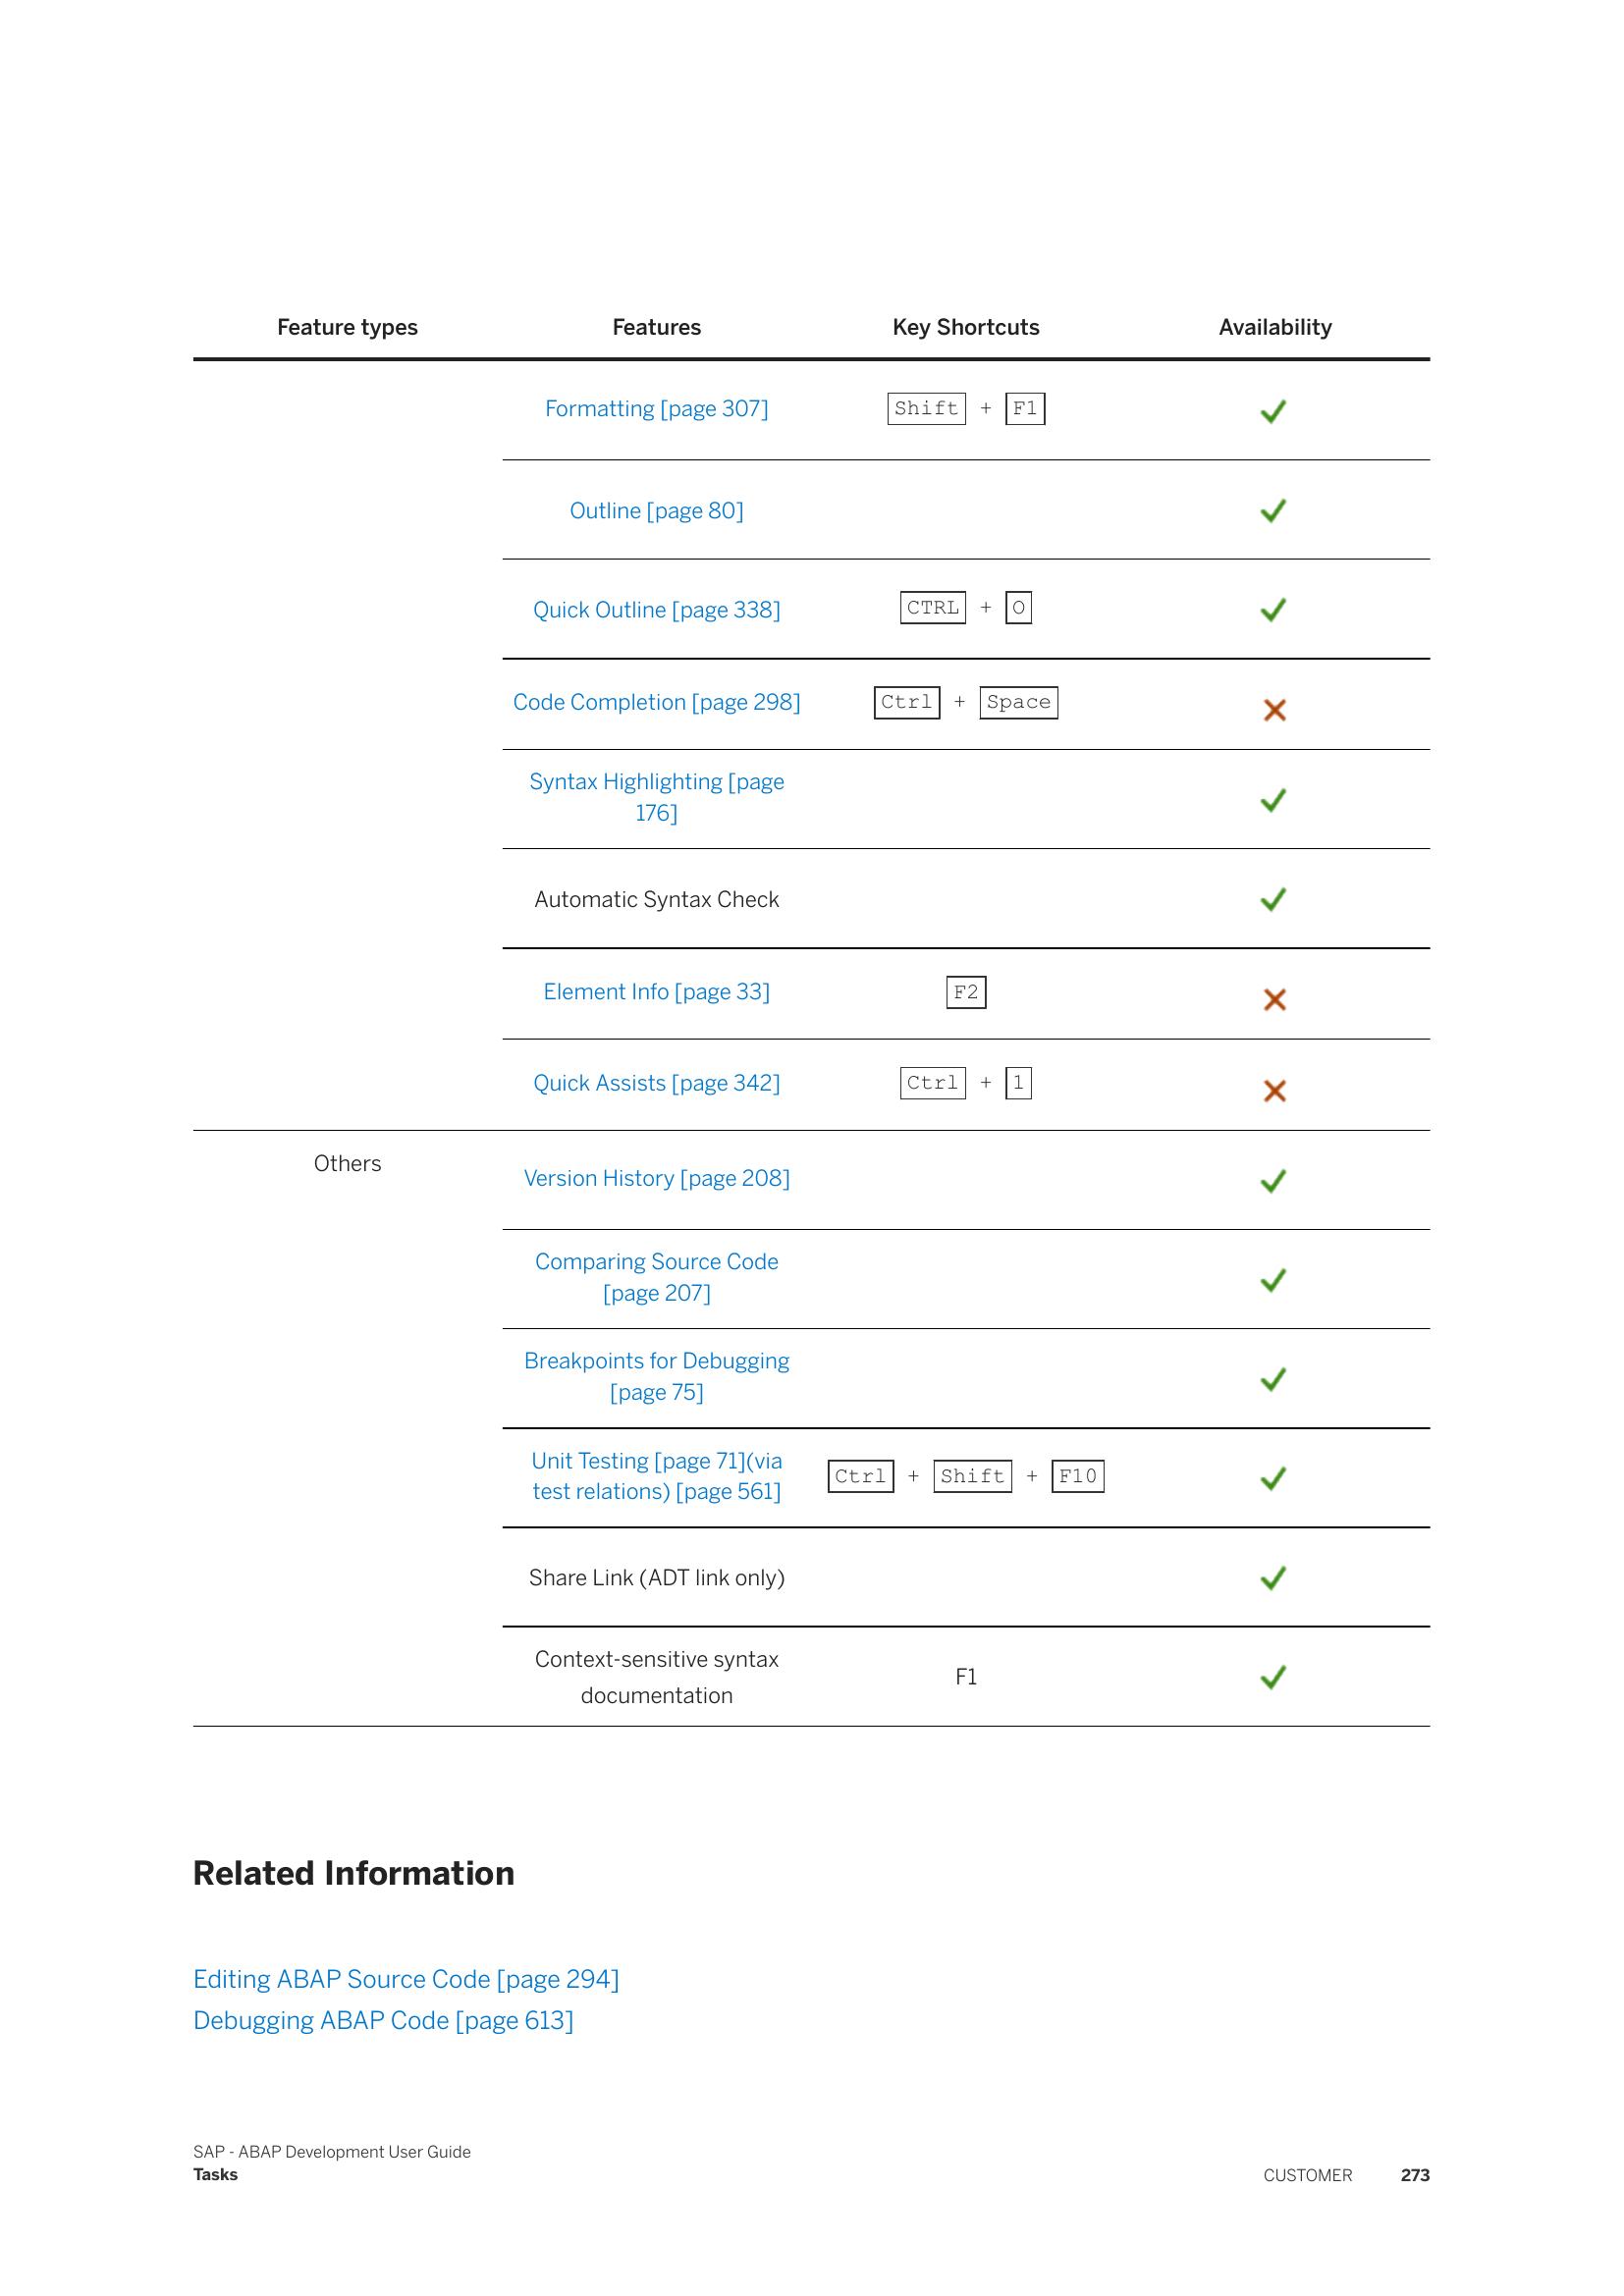 Feature types Features Key Shortcuts Availability
Formatting [page 307] Shift + F1
Outline [page 80]
Quick Outline [page 338] CTRL + O
Code Completion [page 298] Ctrl + Space
Syntax Highlighting [page
176]
Automatic Syntax Check
Element Info [page 33] F2
Quick Assists [page 342] Ctrl + 1
Others Version History [page 208]
Comparing Source Code
[page 207]
Breakpoints for Debugging
[page 75]
Unit Testing [page 71](via
test relations) [page 561] Ctrl + Shift + F10
Share Link (ADT link only)
Context-sensitive syntax
documentation F1
Related Information
Editing ABAP Source Code [page 294]
Debugging ABAP Code [page 613]
SAP - ABAP Development User Guide
Tasks CUSTOMER 273